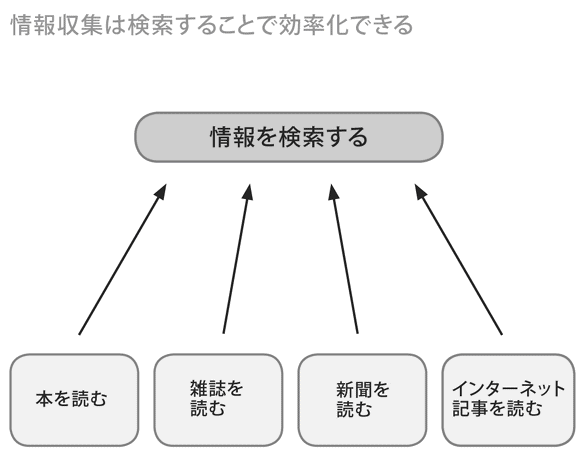 情報収集は検索することで効率化できる
情報を検索する
本を読む
雑誌を
読む
新聞を
読む
インターネット
記事を読む